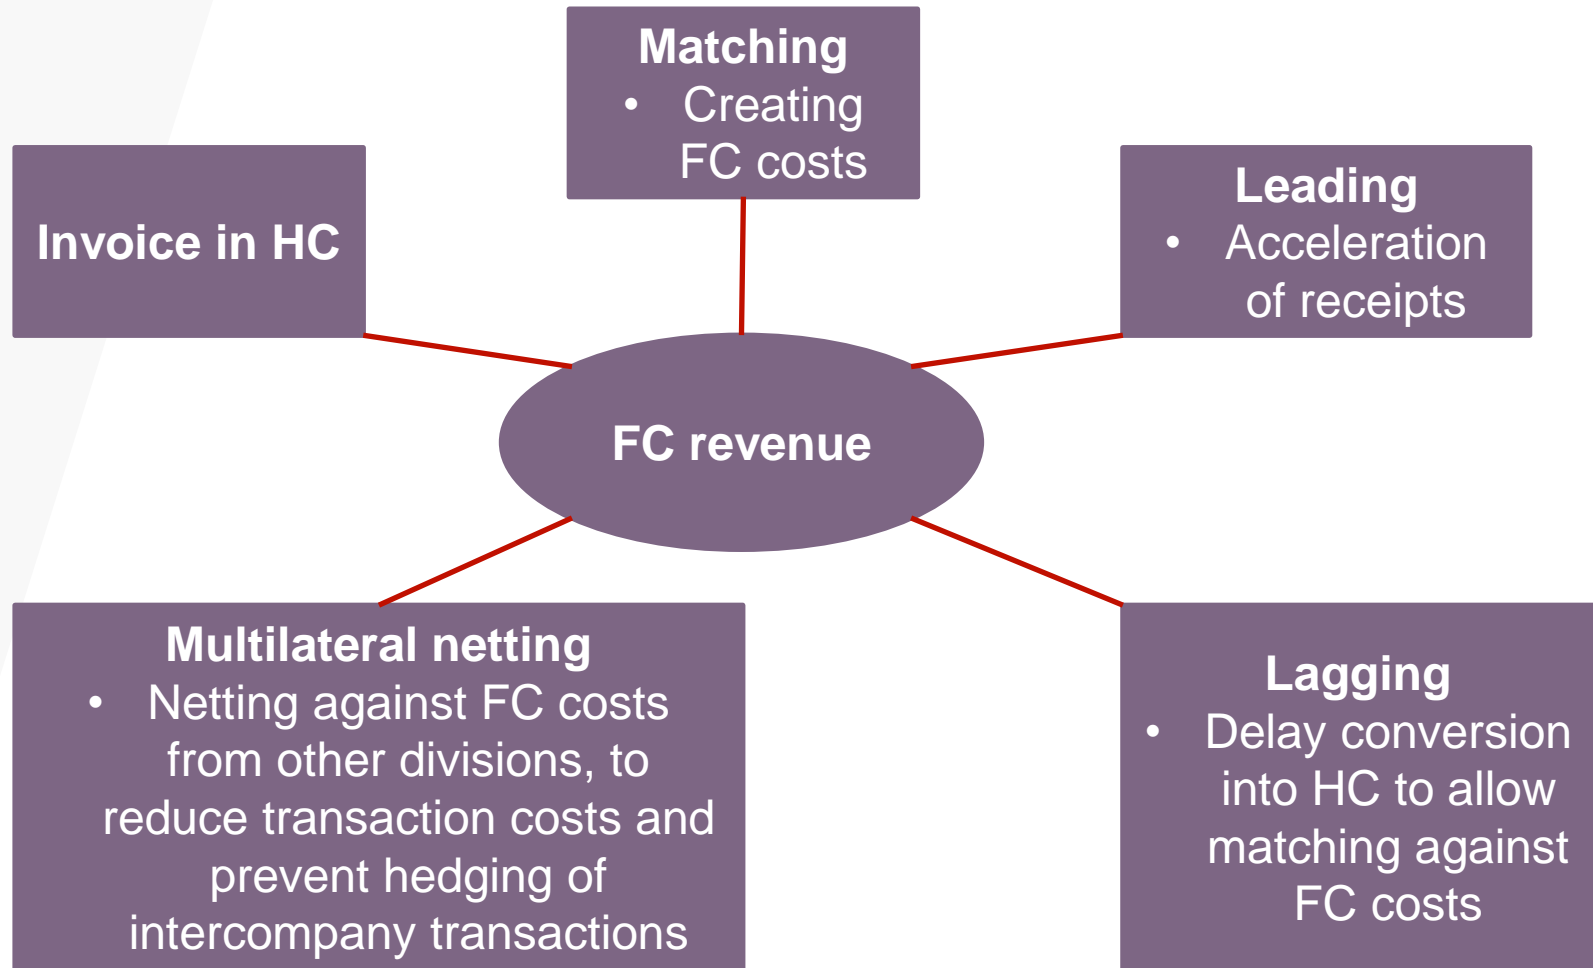 Matching
• Creating
FC costs
Invoice in HC
Leading
• Acceleration
of receipts
FC revenue
Multilateral netting
• Netting against FC costs
from other divisions, to
reduce transaction costs and
prevent hedging of
intercompany transactions
Lagging
• Delay conversion
into HC to allow
matching against
FC costs